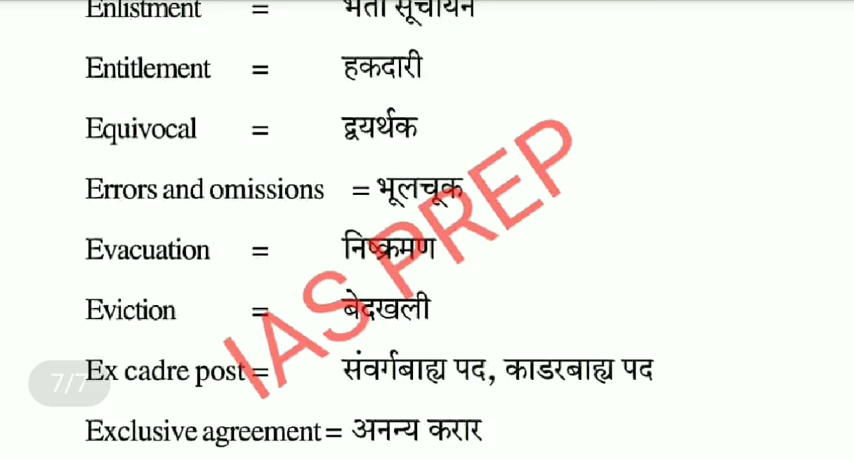 Enlistment = भर्ती सूचीयन
Entitlement = हकदारी
Equivocal = द्वयर्थक
Errors and omissions = भूलचूक
Evacuation = निष्क्रमण
Eviction = बेदखली
Ex cadre post = संवर्गबाह्य पद, काडरबाह्य पद
Exclusive agreement = अनन्य करार
IAS PREP
7/7